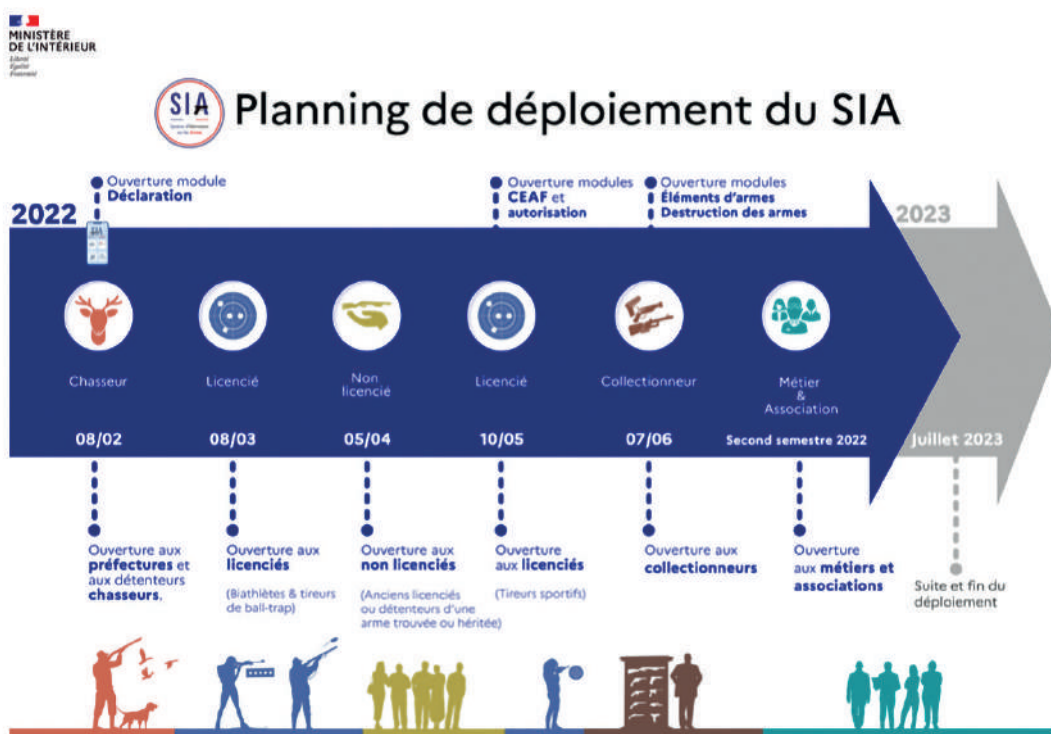 MINISTÈRE
DE L'INTÉRIEUR
Liberté
Égalité
Fraternité
SIA
Planning de déploiement du SIA
Ouverture module
Déclaration
Ouverture modules
CEAF et
autorisation
Ouverture modules
Éléments d'armes
Destruction des armes
2022
2023
SIA
Chasseur
Licencié
Non
licencié
Licencié
Collectionneur
Métier
&
Association
08/02
08/03
05/04
10/05
07/06
Second semestre 2022
Juillet 2023
Ouverture aux
préfectures et
aux détenteurs
chasseurs.
Ouverture aux
licenciés
(Biathlètes & tireurs
de ball-trap)
Ouverture aux
non licenciés
(Anciens licenciés
ou détenteurs d'une
arme trouvée ou héritée)
Ouverture
aux licenciés
(Tireurs sportifs)
Ouverture aux
collectionneurs
Ouverture
aux métiers et
associations
Suite et fin du
déploiement